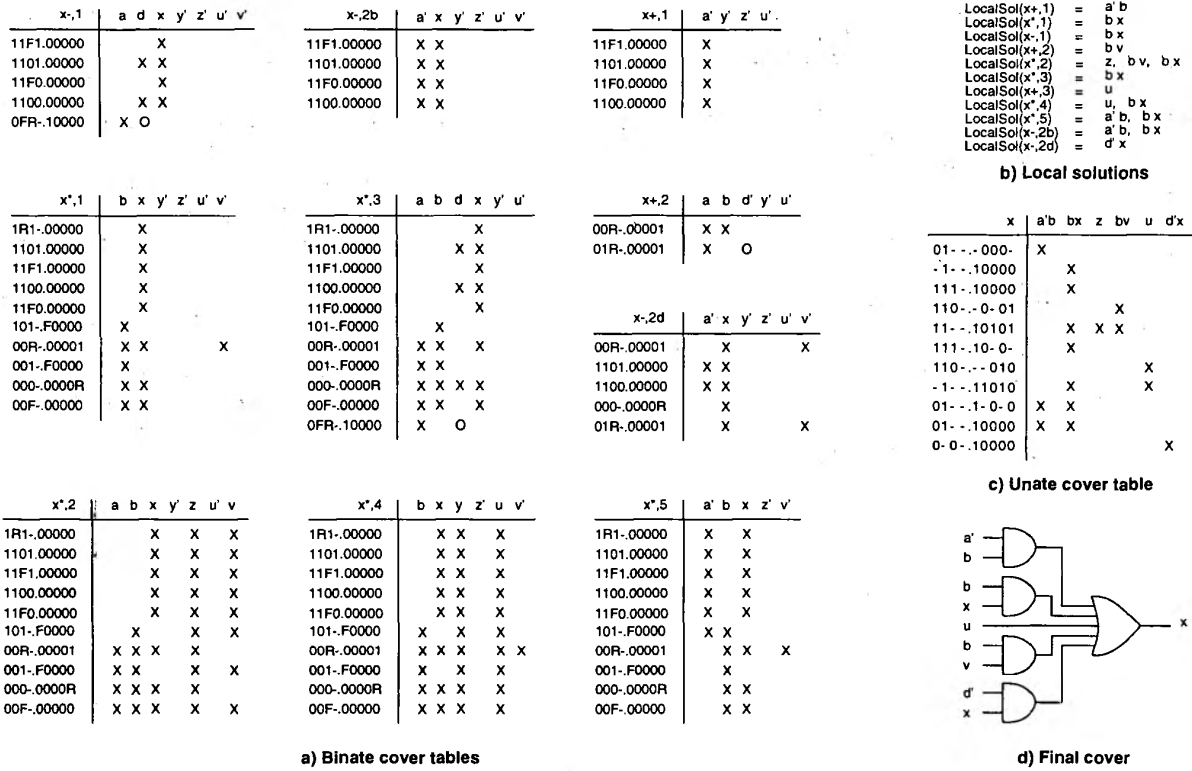 x-,1 a d x y' z' u' v'
11F1.00000 X
1101.00000 X X
11F0.00000 X
1100.00000 X X
0FR-.10000 X O
x-,2b a' x y' z' u' v'
11F1.00000 X X
1101.00000 X X
11F0.00000 X X
1100.00000 X X
x+,1 a' y' z' u'
11F1.00000 X
1101.00000 X
11F0.00000 X
1100.00000 X
LocalSol(x+,1) = a'b
LocalSol(x*,1) = bx
LocalSol(x-,1) = bx
LocalSol(x+,2) = bv
LocalSol(x*,2) = z, bv, bx
LocalSol(x*,3) = bx
LocalSol(x+,3) = u
LocalSol(x*,4) = u, bx
LocalSol(x*,5) = a'b, bx
LocalSol(x-,2b) = a'b, bx
LocalSol(x-,2d) = d'x
b) Local solutions
x*,1 b x y' z' u' v'
1R1-.00000 X
1101.00000 X
11F1.00000 X
1100.00000 X
11F0.00000 X
101-.F0000 X
00R-.00001 X X X
001-.F0000 X
000-.0000R X X
00F-.00000 X X
x*,3 a b d x y' u'
1R1-.00000 X
1101.00000 X X
11F1.00000 X
1100.00000 X X
11F0.00000 X
101-.F0000 X
00R-.00001 X X X
001-.F0000 X X
000-.0000R X X X X
00F-.00000 X X X
0FR-.10000 X O
x+,2 a b d' y' u'
00R-.00001 X X
01R-.00001 X O
x-,2d a' x y' z' u' v'
00R-.00001 X X
1101.00000 X X
1100.00000 X X
000-.0000R X
01R-.00001 X X
x a'b bx z bv u d'x
01--.-000- X
-1--.10000 X
111-.10000 X
110-.-0-01 X
11--.10101 X X X
111-.10-0- X
110-.--010 X
-1--.11010 X X
01--.1-0-0 X X
01--.10000 X X
0-0-.10000 X
c) Unate cover table
x*,2 a b x y' z u' v
1R1-.00000 X X X
1101.00000 X X X
11F1.00000 X X X
1100.00000 X X X
11F0.00000 X X X
101-.F0000 X X X
00R-.00001 X X X X
001-.F0000 X X X X
000-.0000R X X X X
00F-.00000 X X X X X
x*,4 b x y z' u v'
1R1-.00000 X X X
1101.00000 X X X
11F1.00000 X X X
1100.00000 X X X
11F0.00000 X X X
101-.F0000 X X X
00R-.00001 X X X X X
001-.F0000 X X X
000-.0000R X X X X
00F-.00000 X X X X
x*,5 a' b x z' v'
1R1-.00000 X X
1101.00000 X X
11F1.00000 X X
1100.00000 X X
11F0.00000 X X
101-.F0000 X X
00R-.00001 X X X
001-.F0000 X
000-.0000R X X
00F-.00000 X X
a) Binate cover tables
a'
b
b
x
u
b
v
d'
x
x
d) Final cover